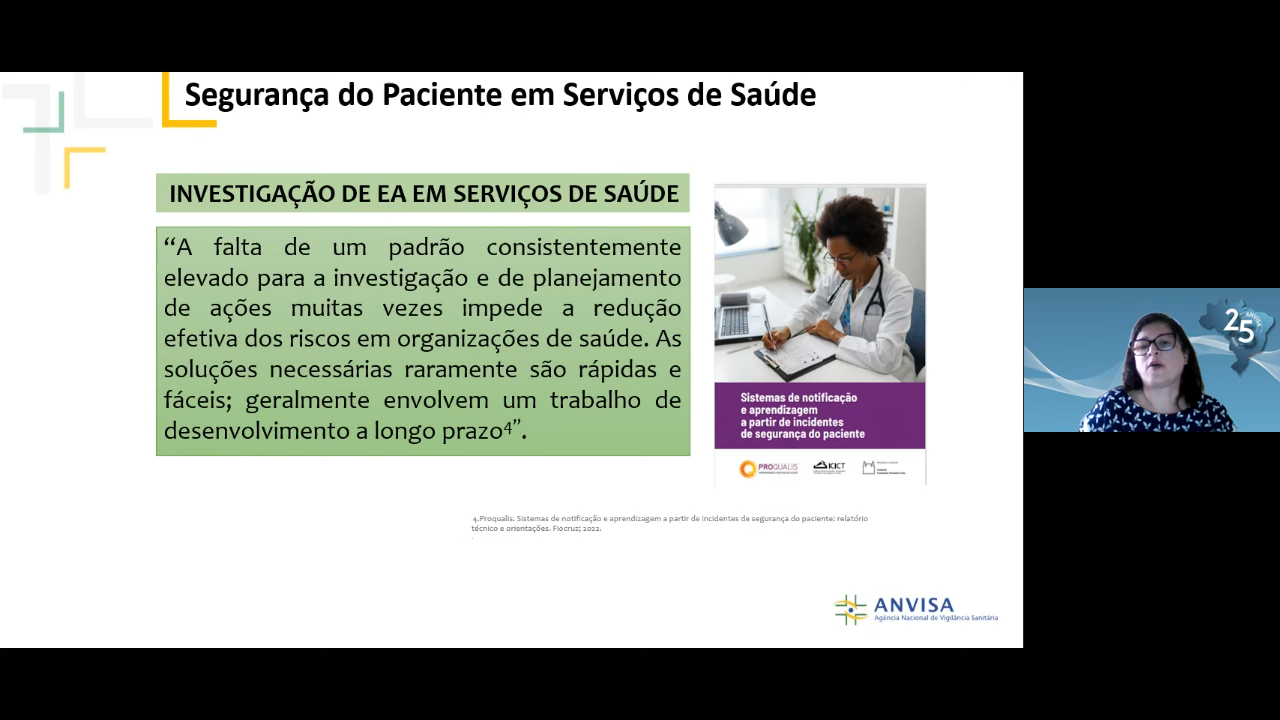 Segurança do Paciente em Serviços de Saúde
INVESTIGAÇÃO DE EA EM SERVIÇOS DE SAÚDE
“A falta de um padrão consistentemente
elevado para a investigação e de planejamento
de ações muitas vezes impede a redução
efetiva dos riscos em organizações de saúde. As
soluções necessárias raramente são rápidas e
fáceis; geralmente envolvem um trabalho de
desenvolvimento a longo prazo⁴”.
Sistemas de notificação
e aprendizagem
a partir de incidentes
de segurança do paciente
PROQUALIS
ICICT
4.Proqualis. Sistemas de notificação e aprendizagem a partir de incidentes de segurança do paciente: relatório
técnico e orientações. Fiocruz; 2022.
ANVISA
Agência Nacional de Vigilância Sanitária
ANVISA
25